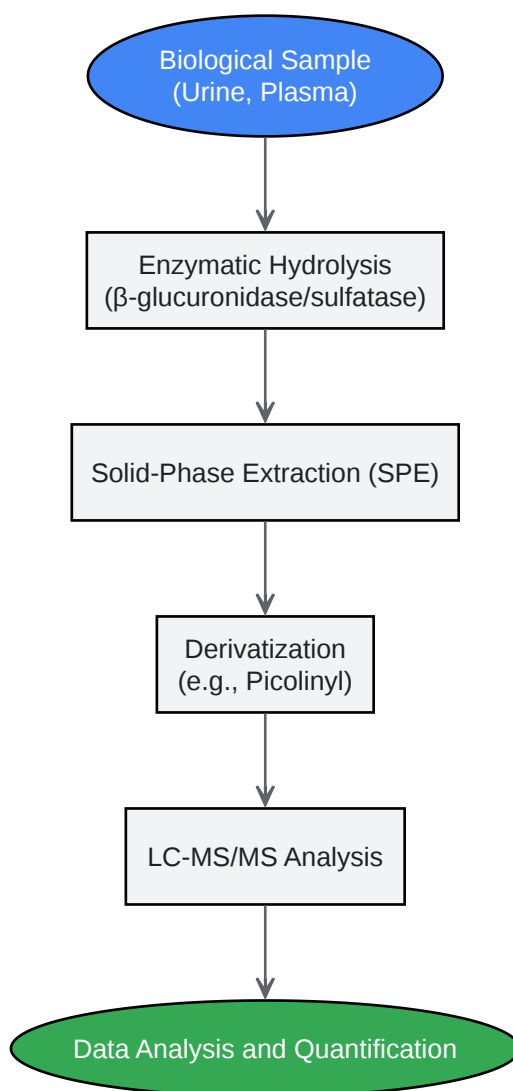 Biological Sample
(Urine, Plasma)
Enzymatic Hydrolysis
(β-glucuronidase/sulfatase)
Solid-Phase Extraction (SPE)
Derivatization
(e.g., Picolinyl)
LC-MS/MS Analysis
Data Analysis and Quantification